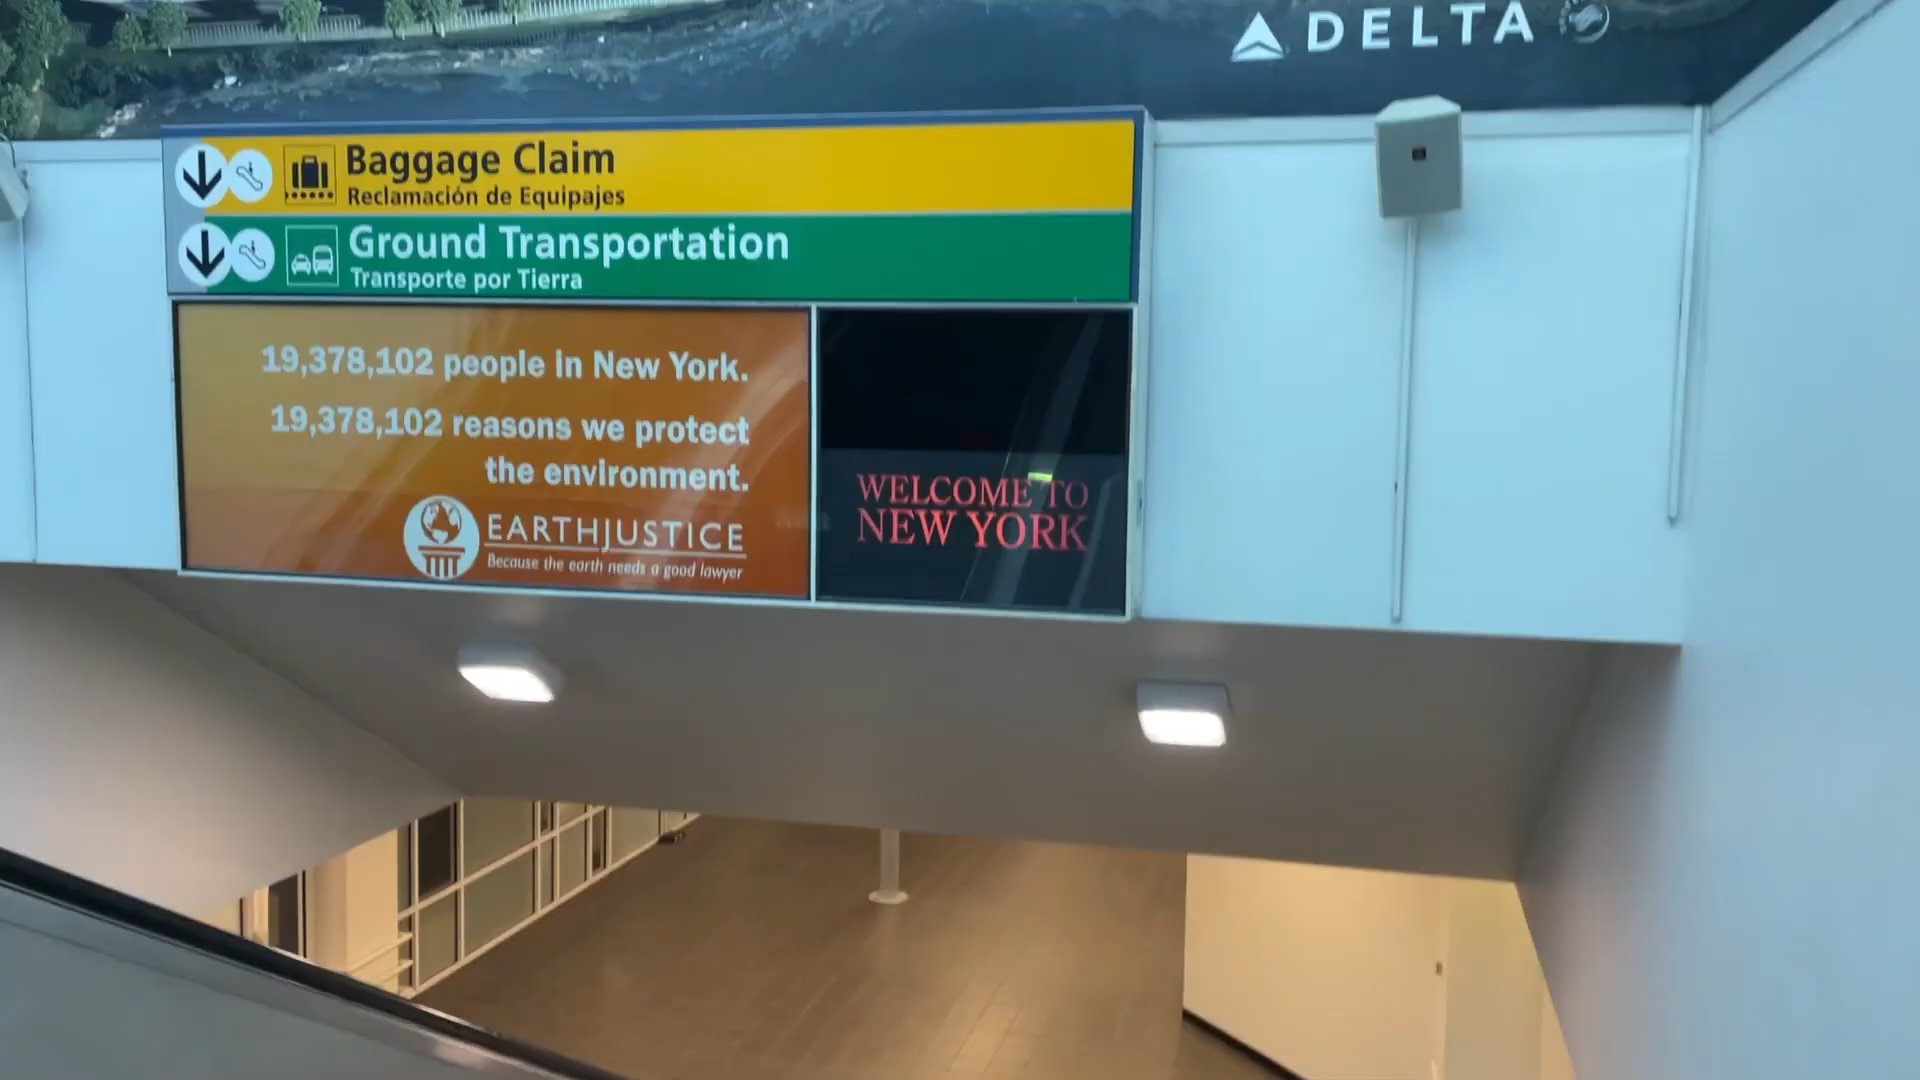 DELTA
Baggage Claim
Reclamación de Equipajes
Ground Transportation
Transporte por Tierra
19,378,102 people in New York.
19,378,102 reasons we protect
the environment.
EARTHJUSTICE
Because the earth needs a good lawyer
WELCOME TO
NEW YORK